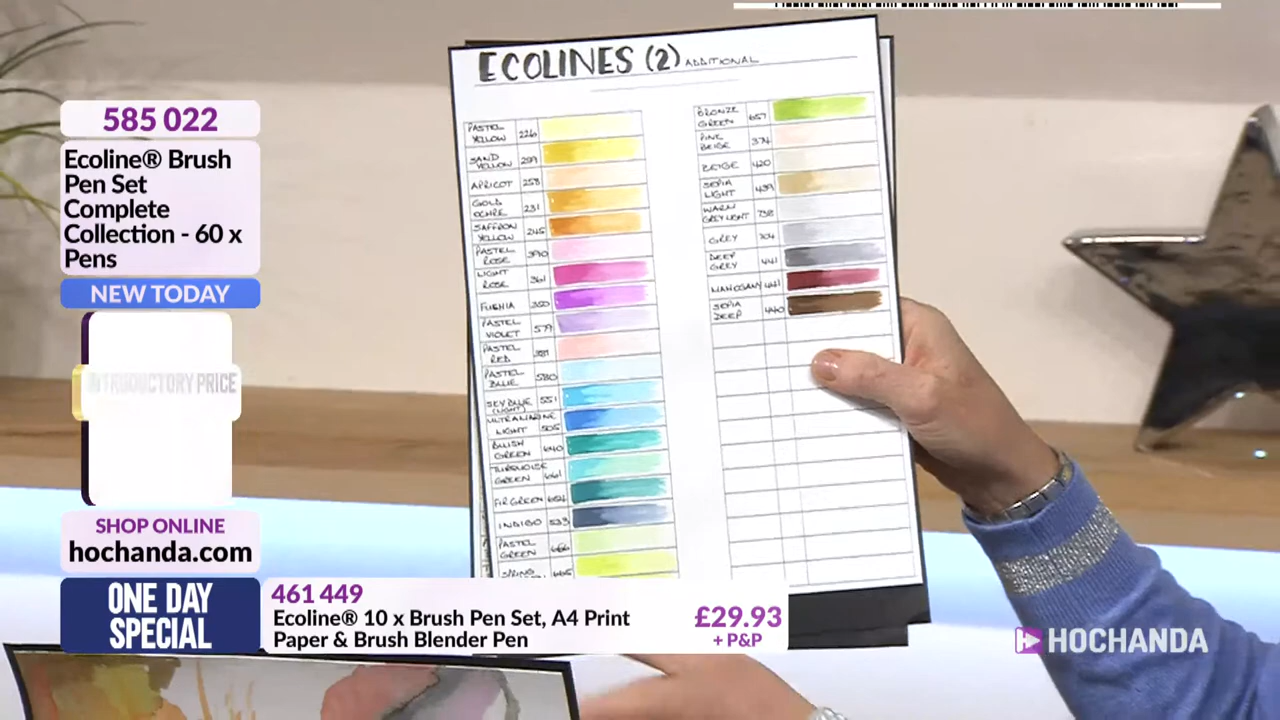 585 022
Ecoline® Brush
Pen Set
Complete
Collection - 60 x
Pens
NEW TODAY
INTRODUCTORY PRICE
SHOP ONLINE
hochanda.com
ONE DAY
SPECIAL
461 449
Ecoline® 10 x Brush Pen Set, A4 Print
Paper & Brush Blender Pen
£29.93
+ P&P
HOCHANDA
ECOLINES (2) ADDITIONAL
PASTEL YELLOW 226
SAND YELLOW 259
APRICOT 258
GOLD OCHRE 231
SAFFRON YELLOW 245
PASTEL ROSE 390
LIGHT ROSE 361
FUSHIA 350
PASTEL VIOLET 579
PASTEL RED 381
PASTEL BLUE 580
SKY BLUE (LIGHT) 551
ULTRAMARINE LIGHT 505
BLUISH GREEN 640
TURQUOISE GREEN 661
FIR GREEN 654
INDIGO 533
PASTEL GREEN 666
SPRING 665
BRONZE GREEN 657
PINK BEIGE 374
BEIGE 420
SEPIA LIGHT 439
WARM GREY LIGHT 738
GREY 704
DEEP GREY 441
MAHOGANY 441
SEPIA DEEP 440